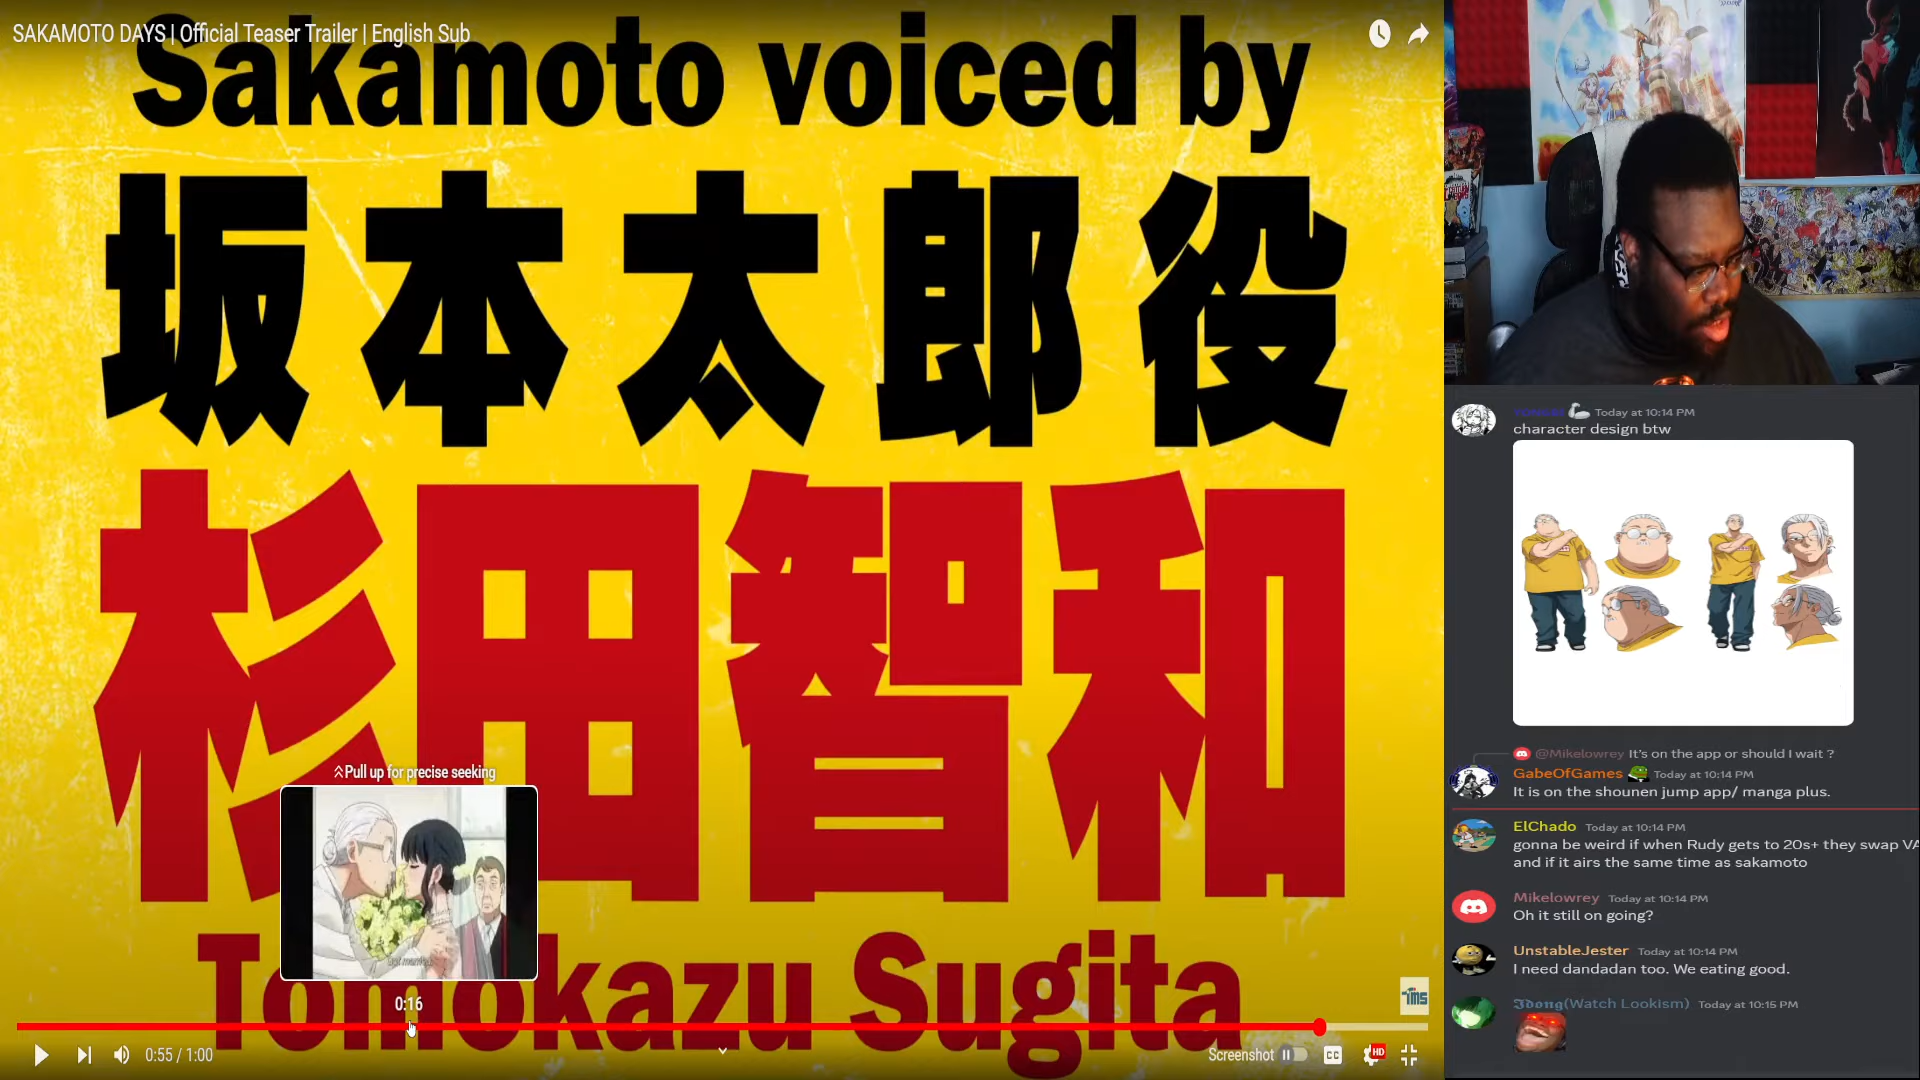 SAKAMOTO DAYS | Official Teaser Trailer | English Sub
Sakamoto voiced by
坂本太郎役
杉田智和
Tomokazu Sugita
Pull up for precise seeking
Just married
0:16
0:55 / 1:00
Screenshot
CC
HD
TMS
Today at 10:14 PM
character design btw
@Mikelowrey It's on the app or should I wait ?
GabeOfGames Today at 10:14 PM
It is on the shounen jump app/ manga plus.
ElChado Today at 10:14 PM
gonna be weird if when Rudy gets to 20s+ they swap VA
and if it airs the same time as sakamoto
Mikelowrey Today at 10:14 PM
Oh it still on going?
UnstableJester Today at 10:14 PM
I need dandadan too. We eating good.
(Watch Lookism) Today at 10:15 PM